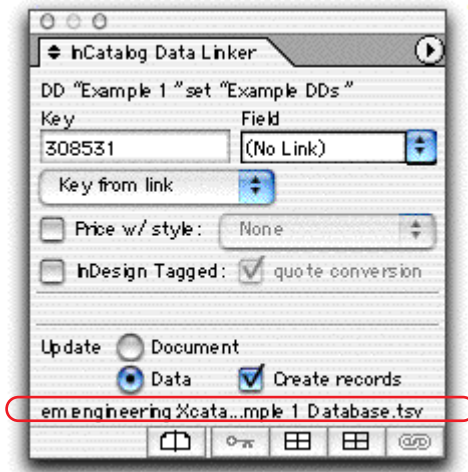 InCatalog Data Linker
DD "Example 1 " set "Example DDs "
Key Field
308531 (No Link)
Key from link
Price w/ style: None
InDesign Tagged: quote conversion
Update Document
Data Create records
em engineering Xcata...mple 1 Database.tsv